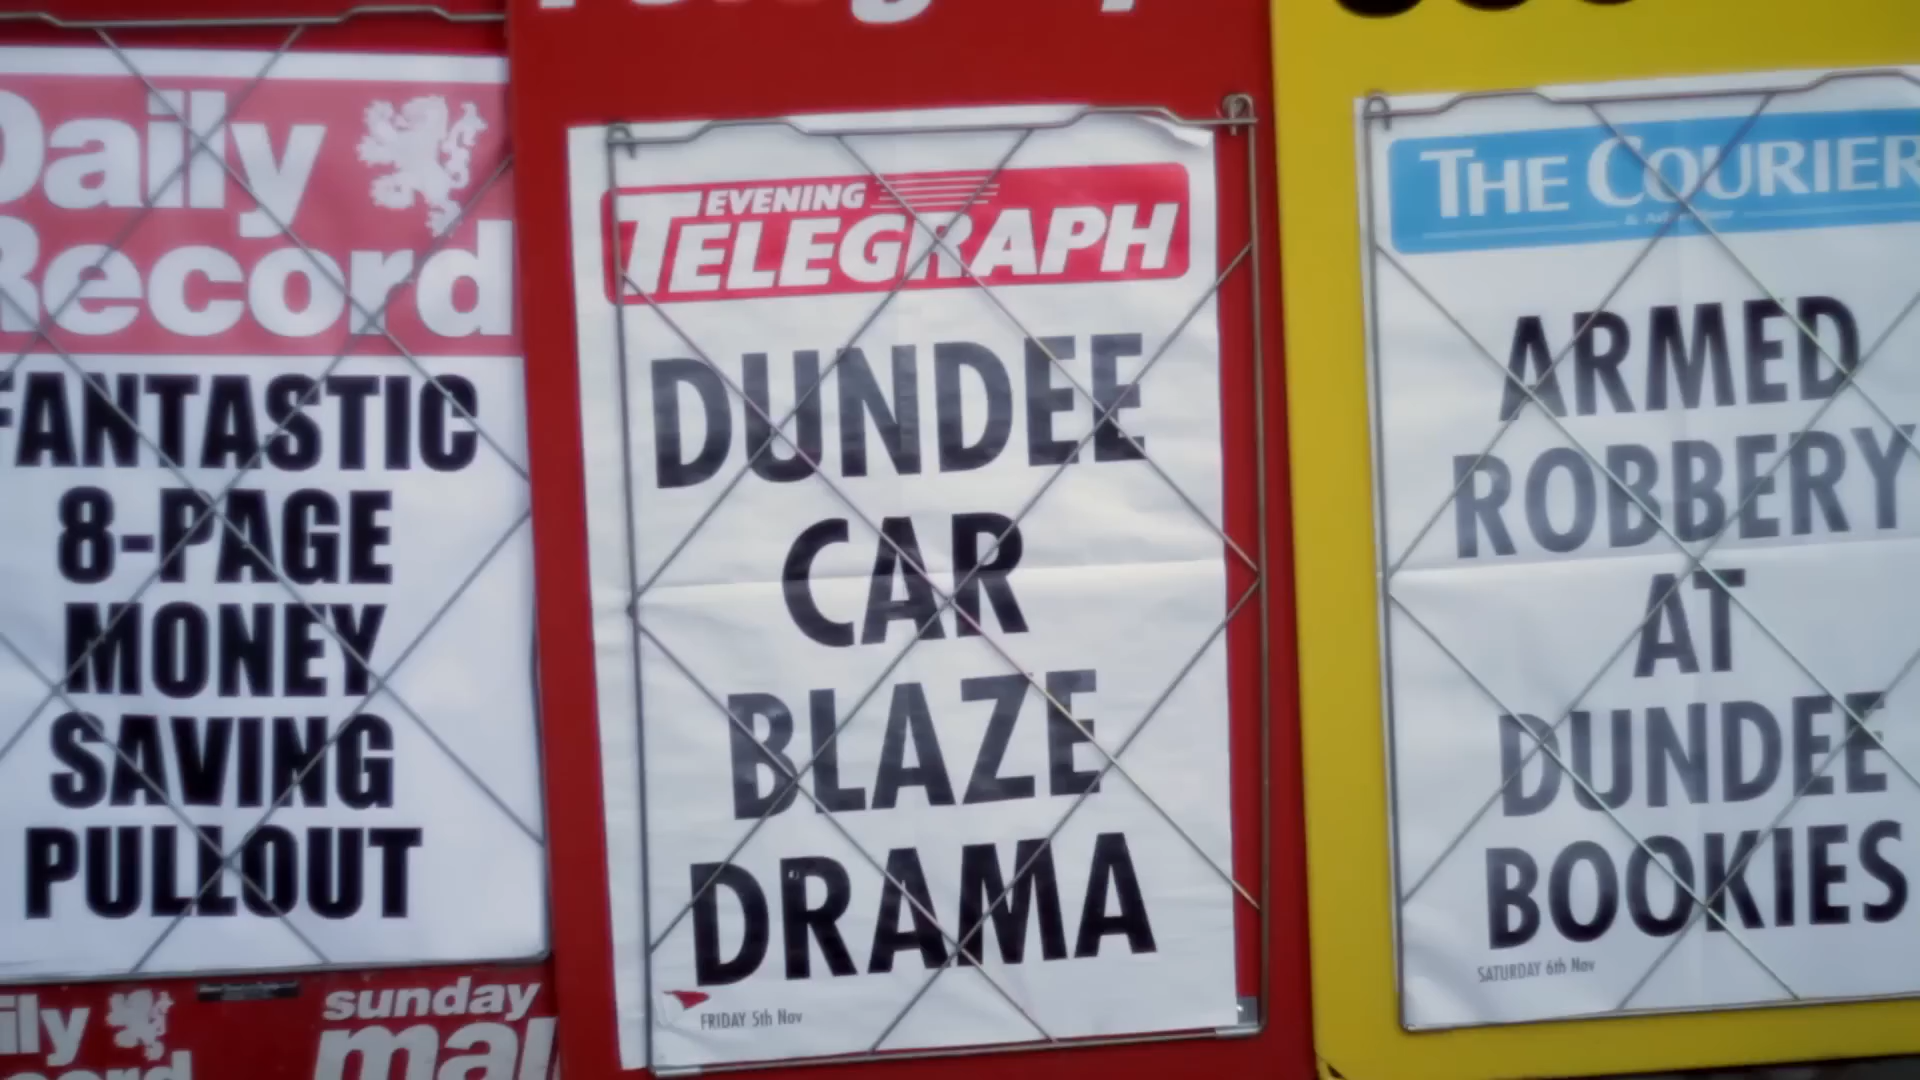 Daily
Record
FANTASTIC
8-PAGE
MONEY
SAVING
PULLOUT
sunday
EVENING
TELEGRAPH
DUNDEE
CAR
BLAZE
DRAMA
FRIDAY 5th Nov
THE COURIER
ARMED
ROBBERY
AT
DUNDEE
BOOKIES
SATURDAY 6th Nov